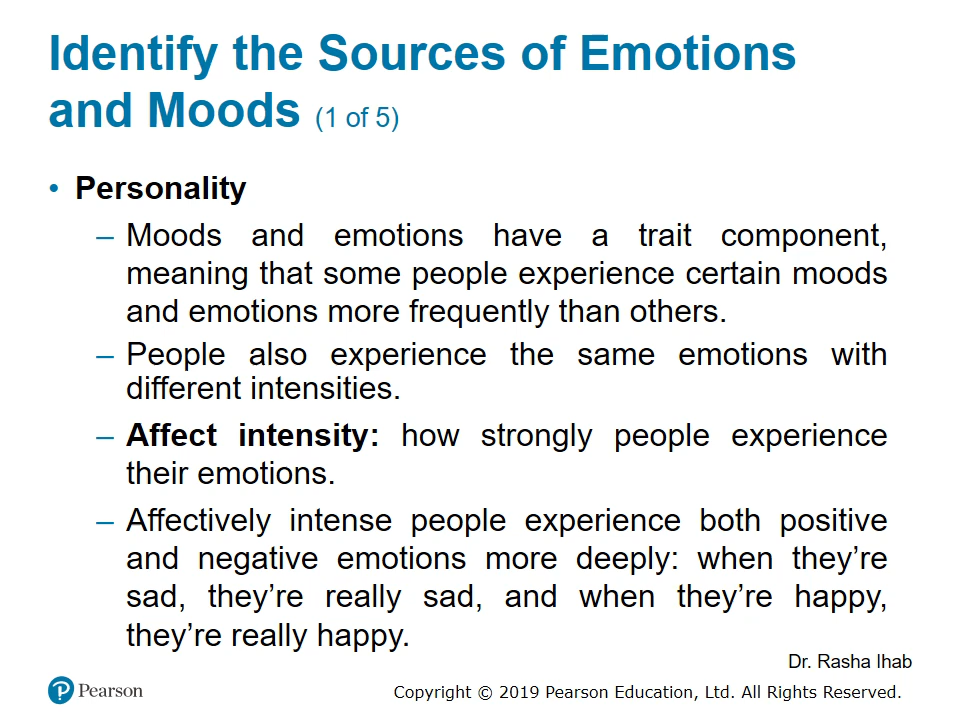 Identify the Sources of Emotions
and Moods (1 of 5)
• Personality
– Moods and emotions have a trait component,
meaning that some people experience certain moods
and emotions more frequently than others.
– People also experience the same emotions with
different intensities.
– Affect intensity: how strongly people experience
their emotions.
– Affectively intense people experience both positive
and negative emotions more deeply: when they’re
sad, they’re really sad, and when they’re happy,
they’re really happy.
Dr. Rasha Ihab
P Pearson
Copyright © 2019 Pearson Education, Ltd. All Rights Reserved.